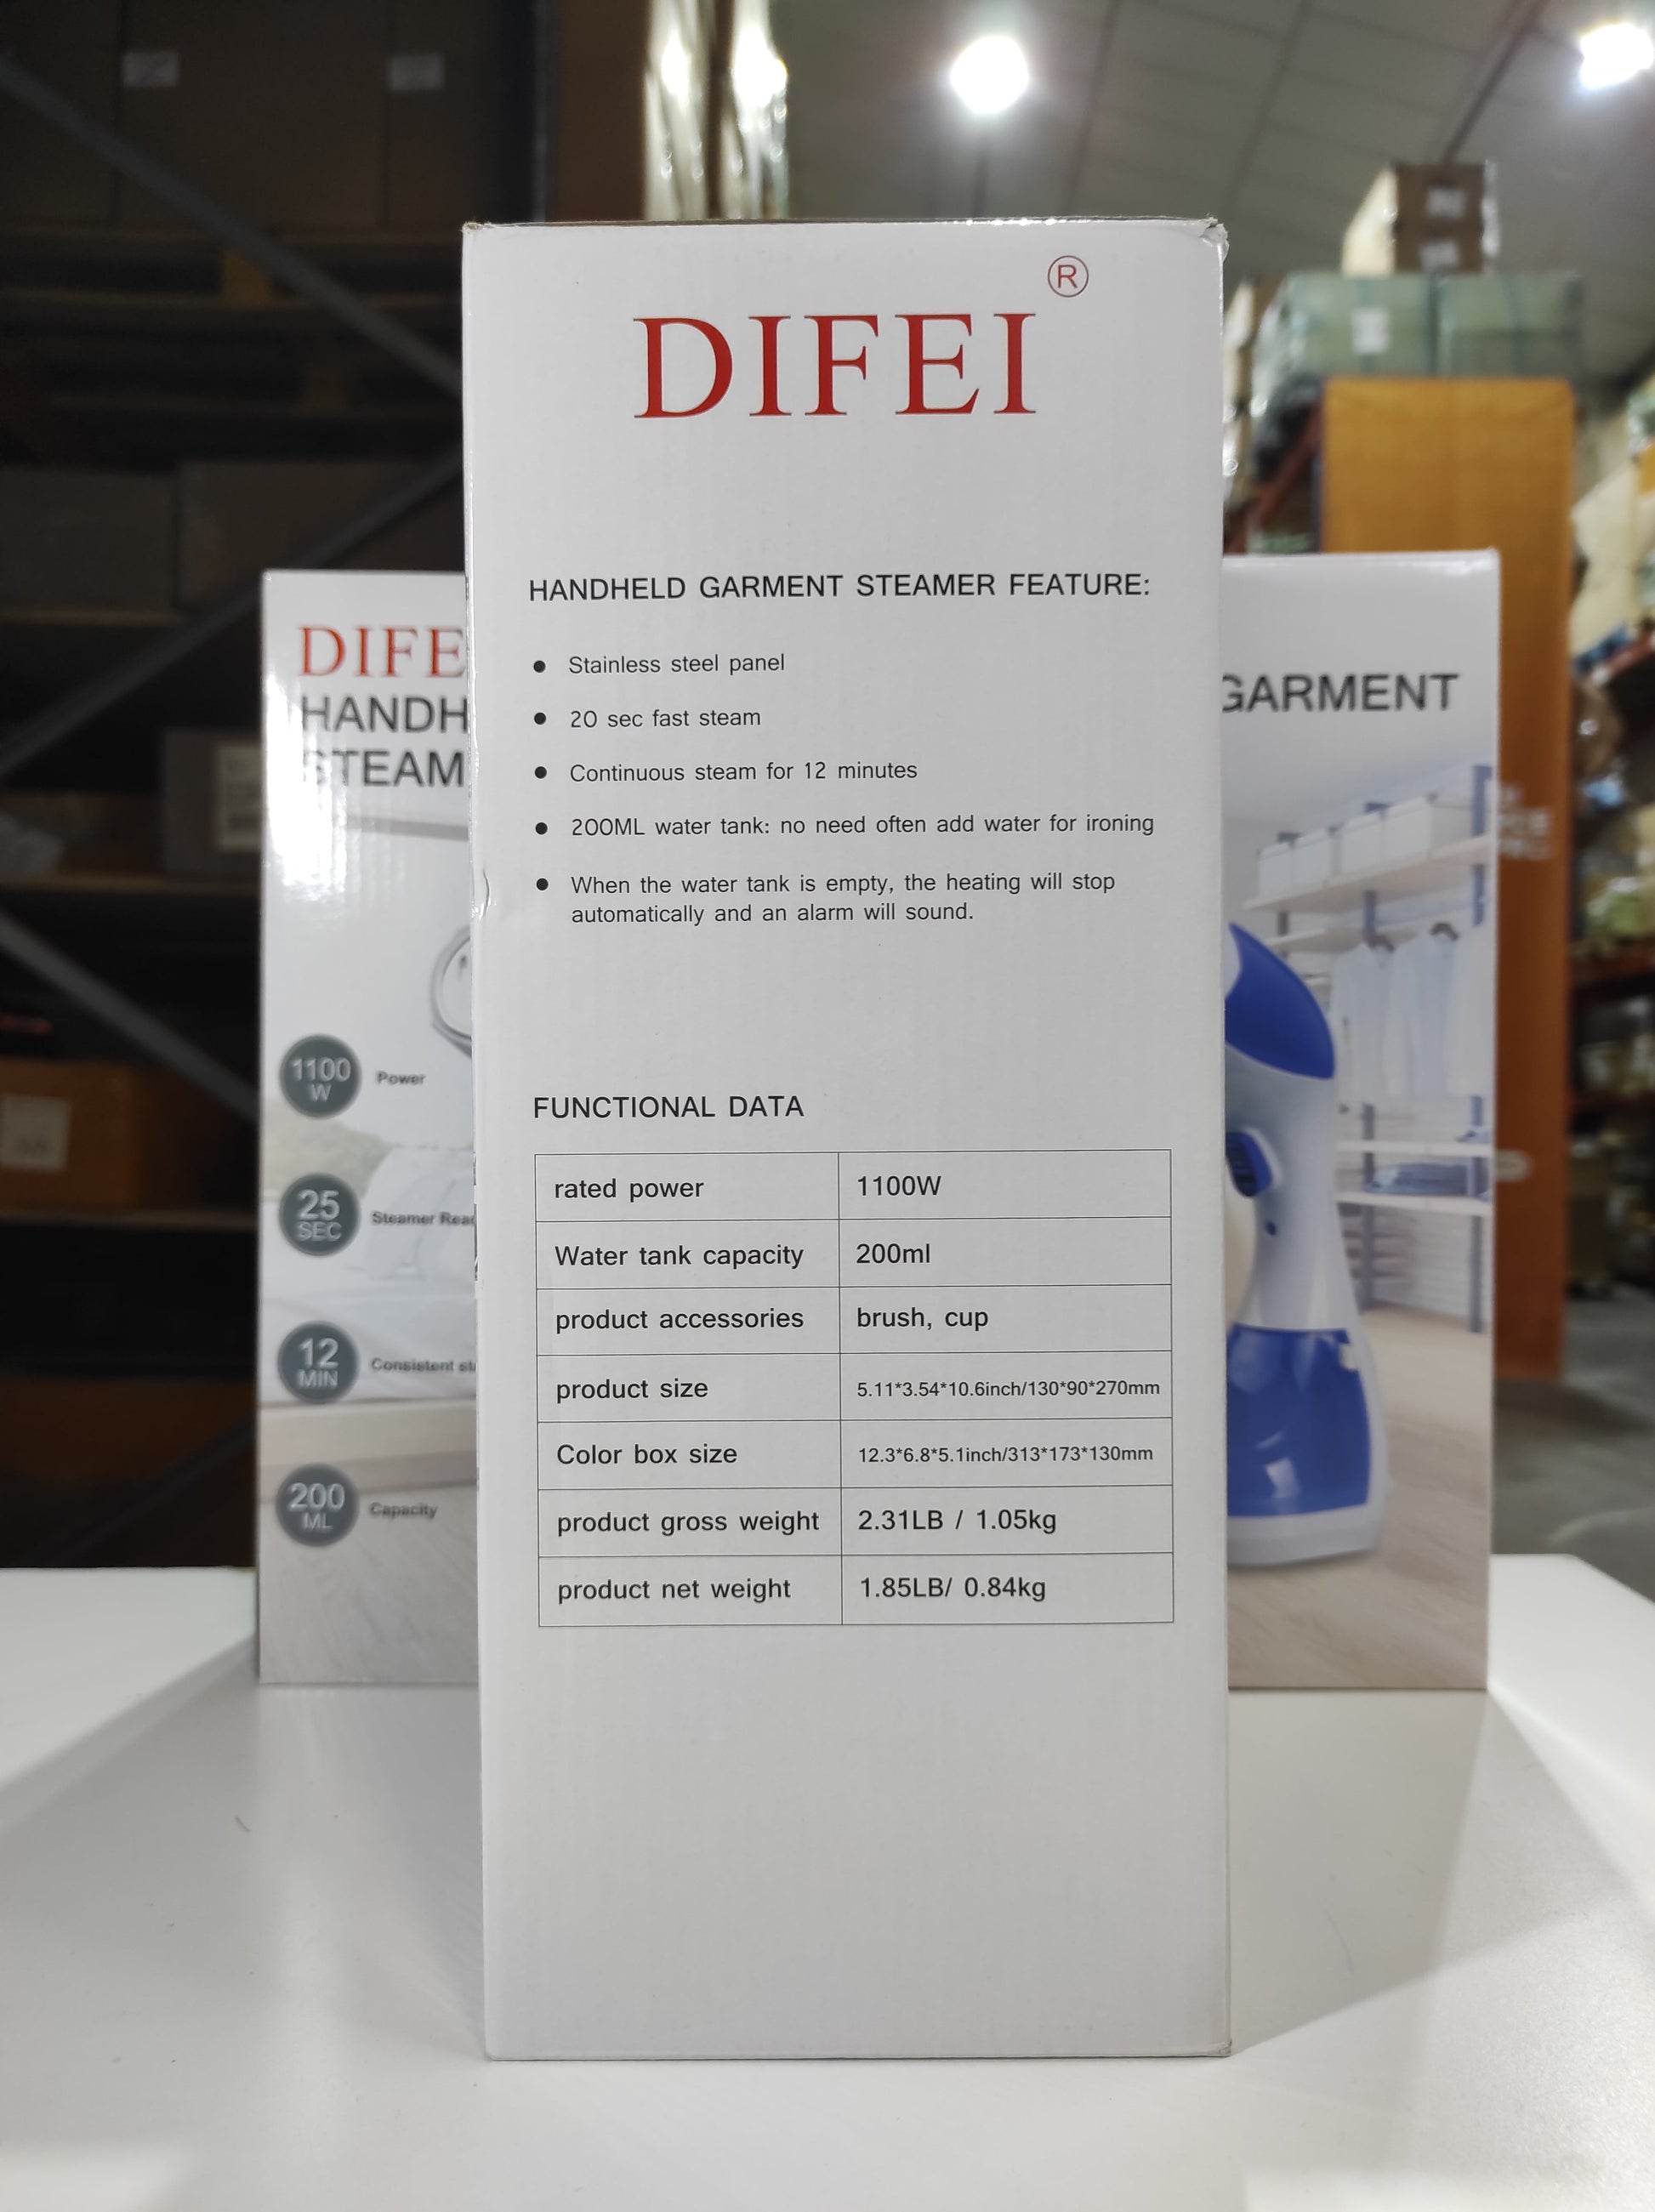 DIFEI®
HANDHELD GARMENT STEAMER FEATURE:
● Stainless steel panel
● 20 sec fast steam
● Continuous steam for 12 minutes
● 200ML water tank: no need often add water for ironing
● When the water tank is empty, the heating will stop
automatically and an alarm will sound.
FUNCTIONAL DATA
rated power 1100W
Water tank capacity 200ml
product accessories brush, cup
product size 5.11*3.54*10.6inch/130*90*270mm
Color box size 12.3*6.8*5.1inch/313*173*130mm
product gross weight 2.31LB / 1.05kg
product net weight 1.85LB/ 0.84kg
DIFE
HANDH
STEAM
1100
W
Power
25
SEC
Steamer Rea
12
MIN
Consistent st
200
ML
Capacity
GARMENT